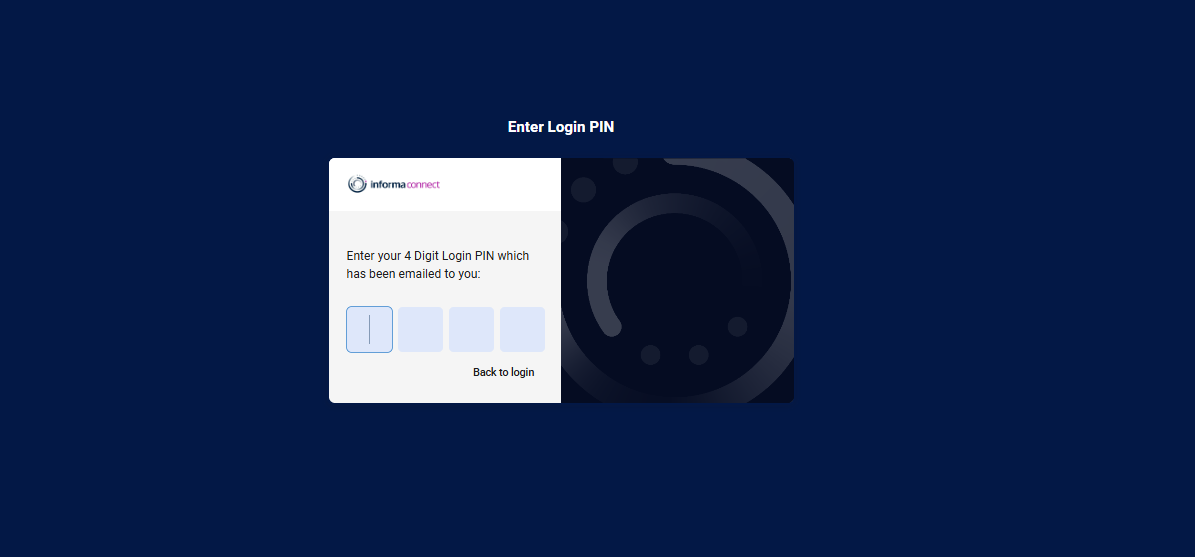 Enter Login PIN
informa connect
Enter your 4 Digit Login PIN which
has been emailed to you:
Back to login